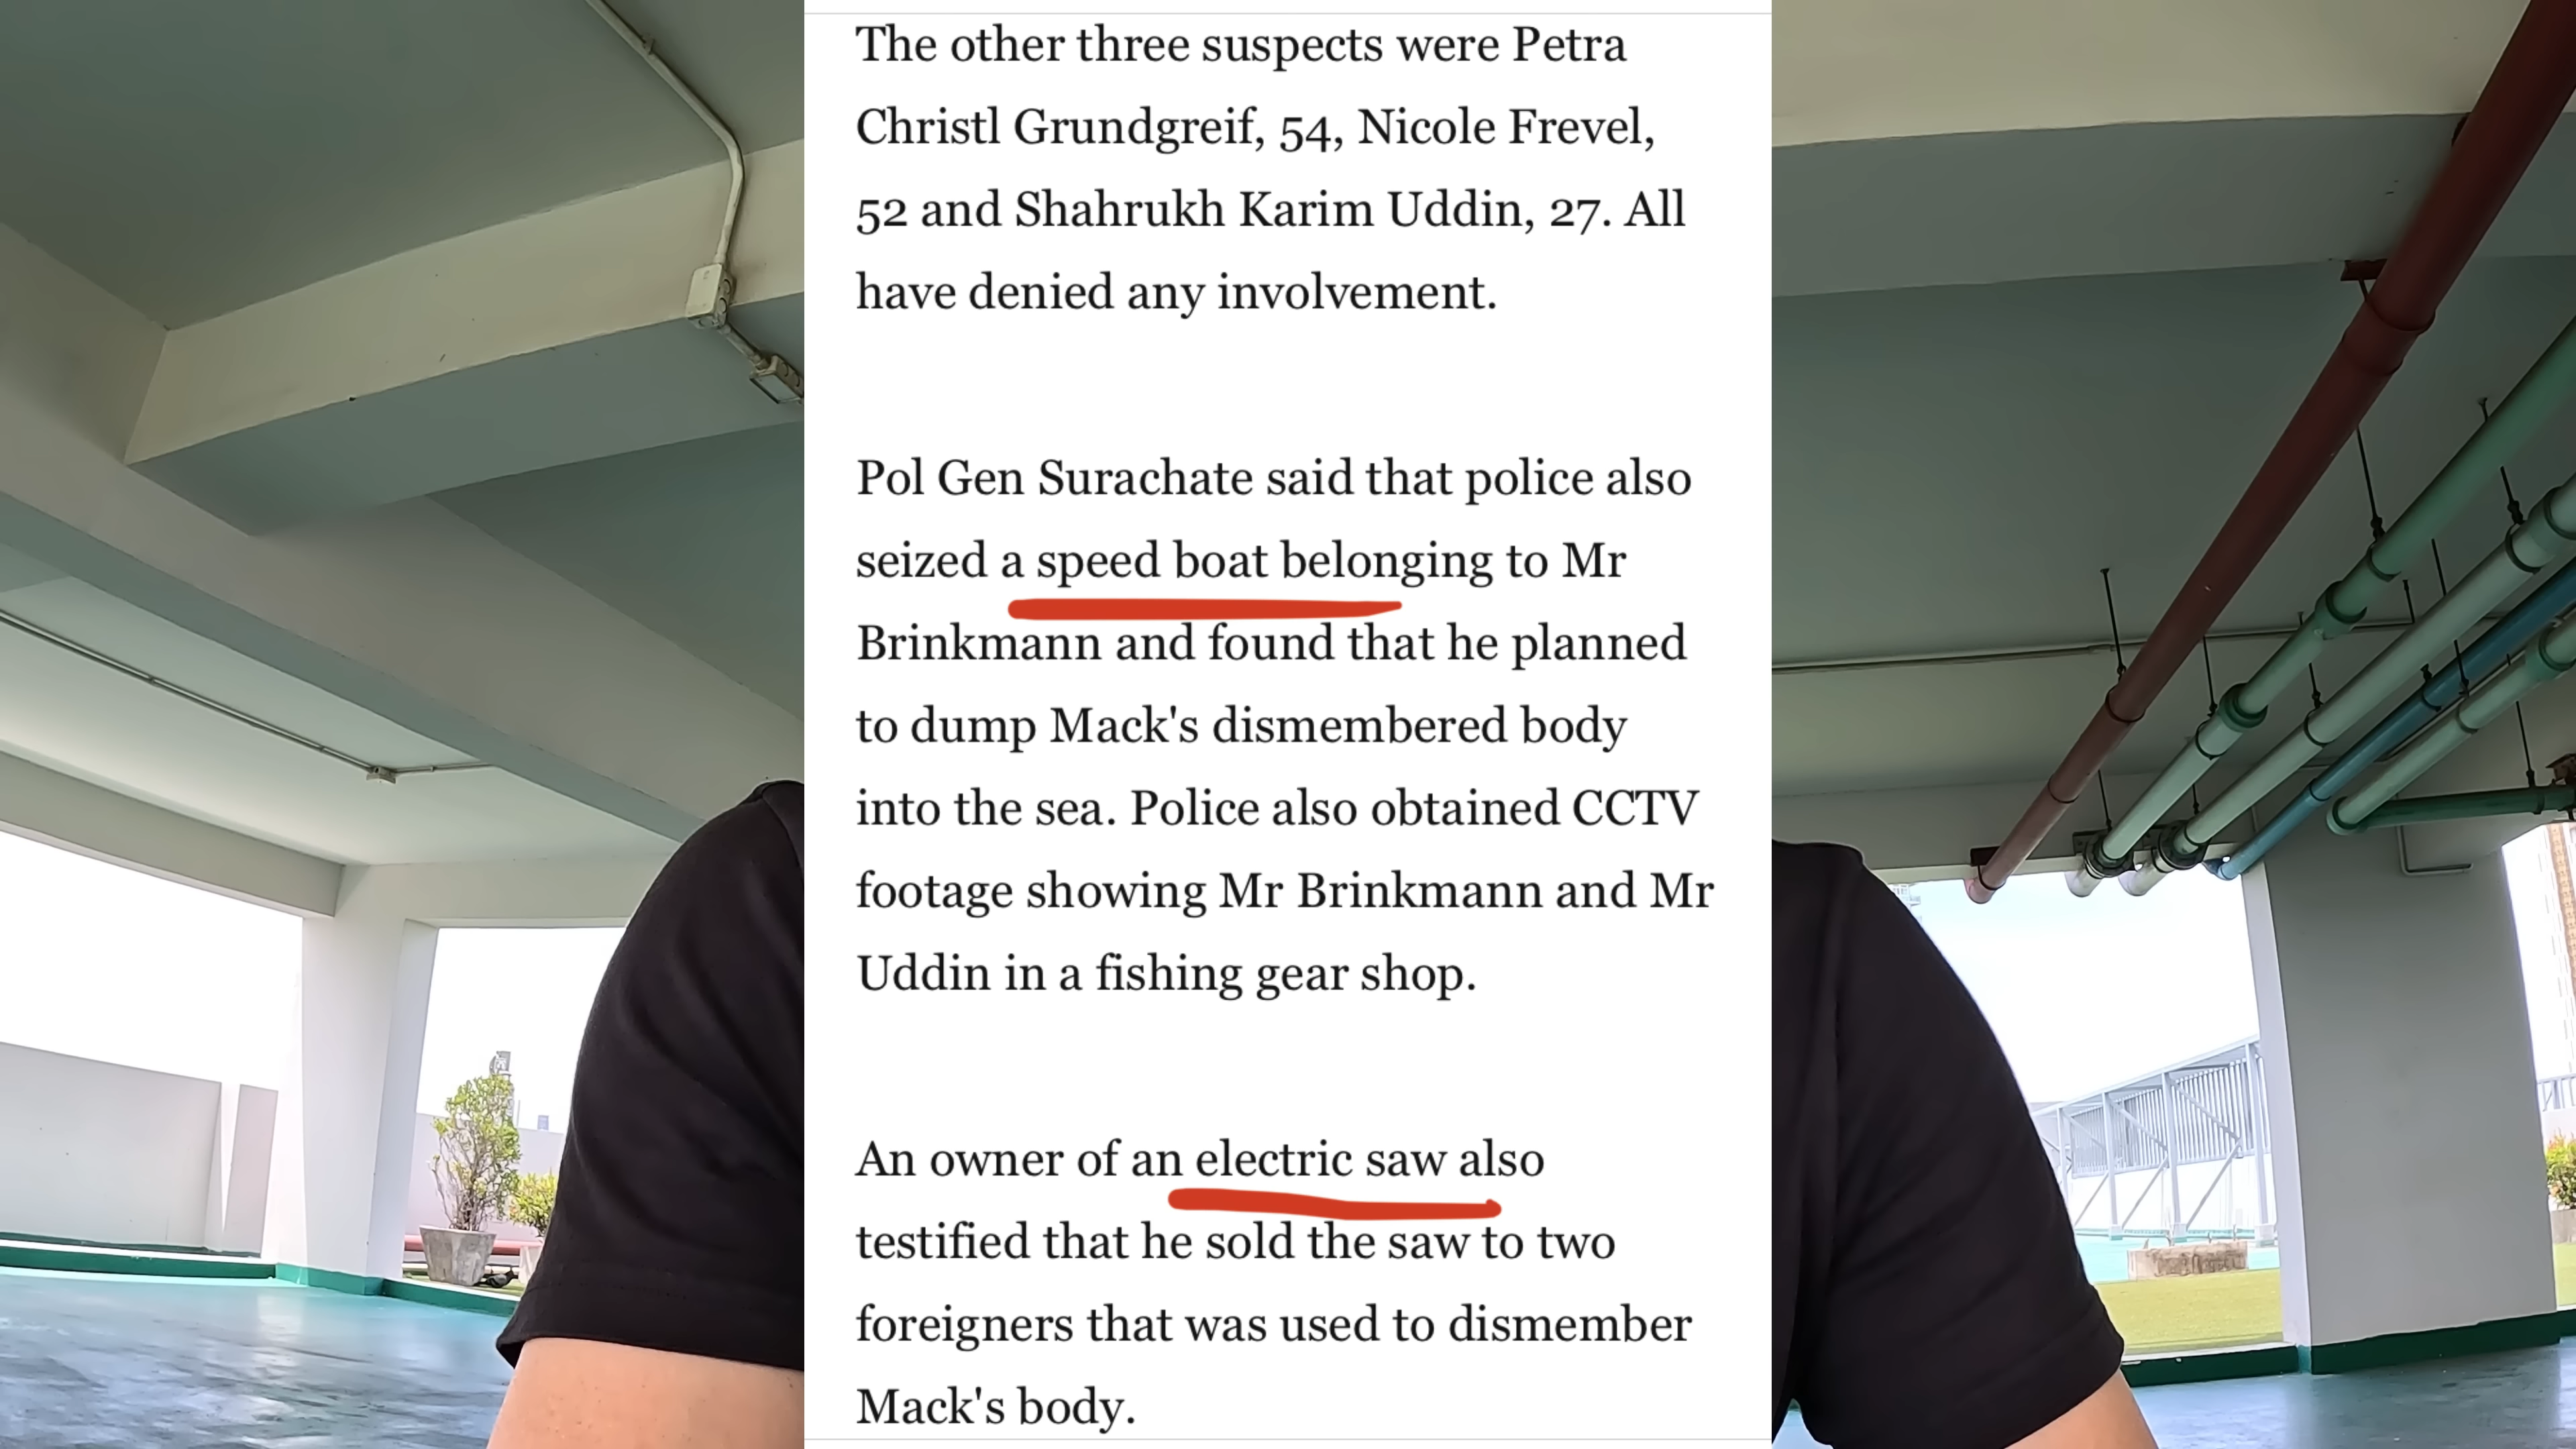 The other three suspects were Petra
Christl Grundgreif, 54, Nicole Frevel,
52 and Shahrukh Karim Uddin, 27. All
have denied any involvement.
Pol Gen Surachate said that police also
seized a speed boat belonging to Mr
Brinkmann and found that he planned
to dump Mack's dismembered body
into the sea. Police also obtained CCTV
footage showing Mr Brinkmann and Mr
Uddin in a fishing gear shop.
An owner of an electric saw also
testified that he sold the saw to two
foreigners that was used to dismember
Mack's body.